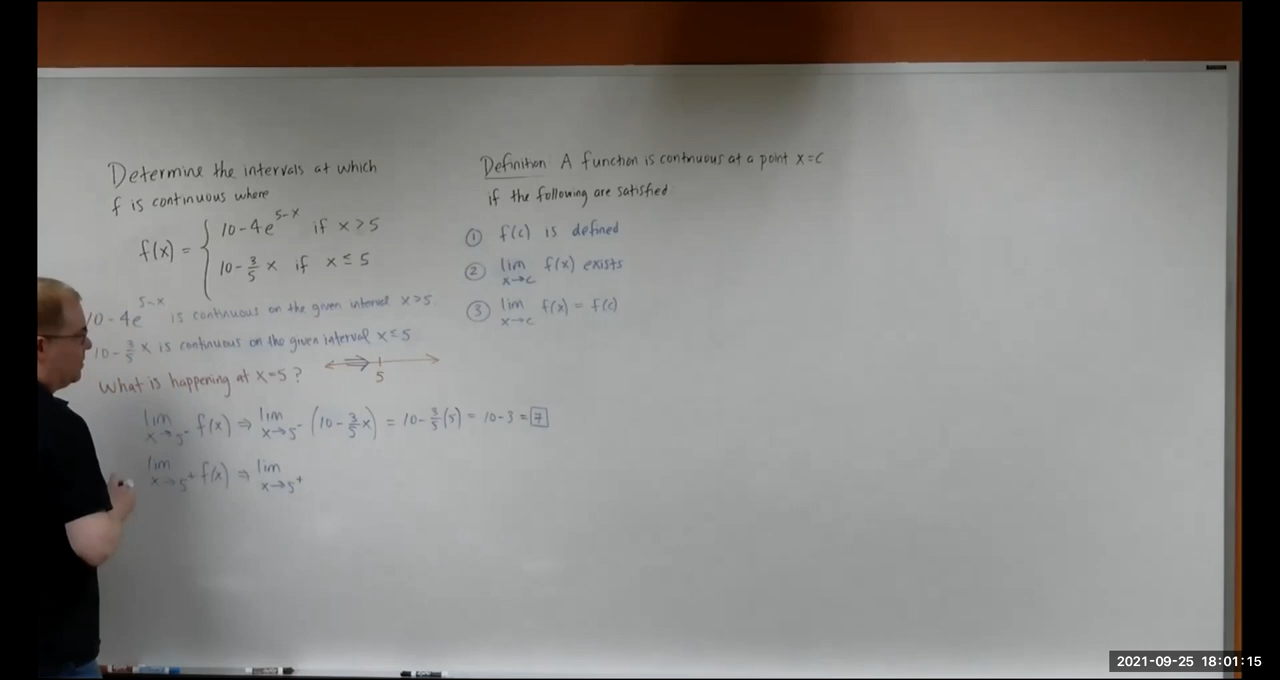 Determine the intervals at which
f is continuous where
f(x) = { 10-4e^{5-x} if x > 5
10 - 3/5 x if x ≤ 5
10-4e^{5-x} is continuous on the given interval x>5.
10 - 3/5 x is continuous on the given interval x≤5
What is happening at x=5?
5
lim x→5⁻ f(x) ⇒ lim x→5⁻ (10 - 3/5 x) = 10 - 3/5 (5) = 10-3 = 7
lim x→5⁺ f(x) ⇒ lim x→5⁺
Definition A function is continuous at a point x=c
if the following are satisfied
① f(c) is defined
② lim x→c f(x) exists
③ lim x→c f(x) = f(c)
2021-09-25 18:01:15